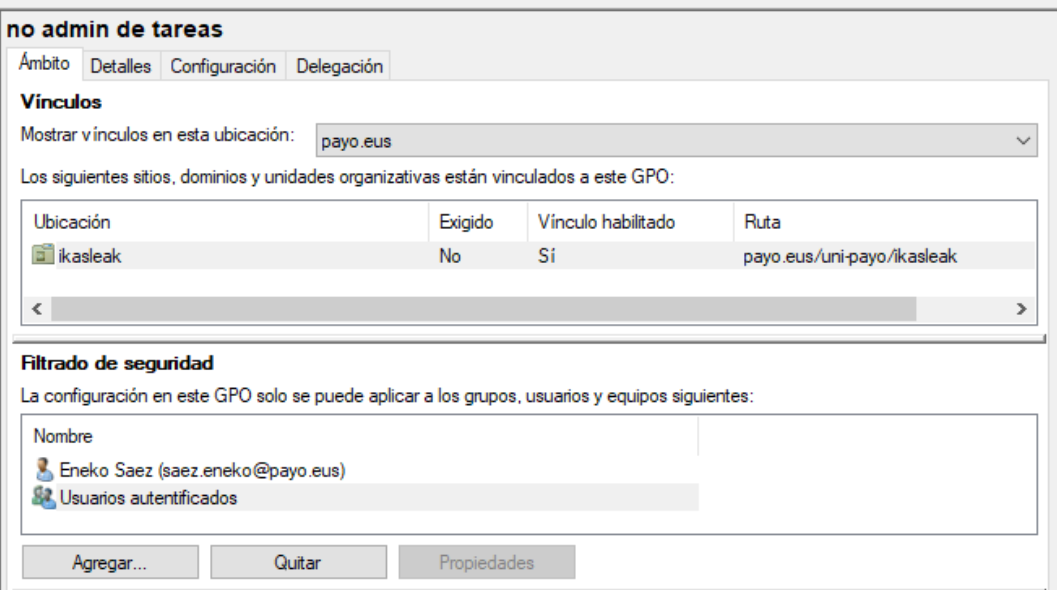 no admin de tareas
Ámbito Detalles Configuración Delegación
Vínculos
Mostrar vínculos en esta ubicación: payo.eus
Los siguientes sitios, dominios y unidades organizativas están vinculados a este GPO:
Ubicación Exigido Vínculo habilitado Ruta
ikasleak No Sí payo.eus/uni-payo/ikasleak
Filtrado de seguridad
La configuración en este GPO solo se puede aplicar a los grupos, usuarios y equipos siguientes:
Nombre
Eneko Saez (saez.eneko@payo.eus)
Usuarios autentificados
Agregar... Quitar Propiedades